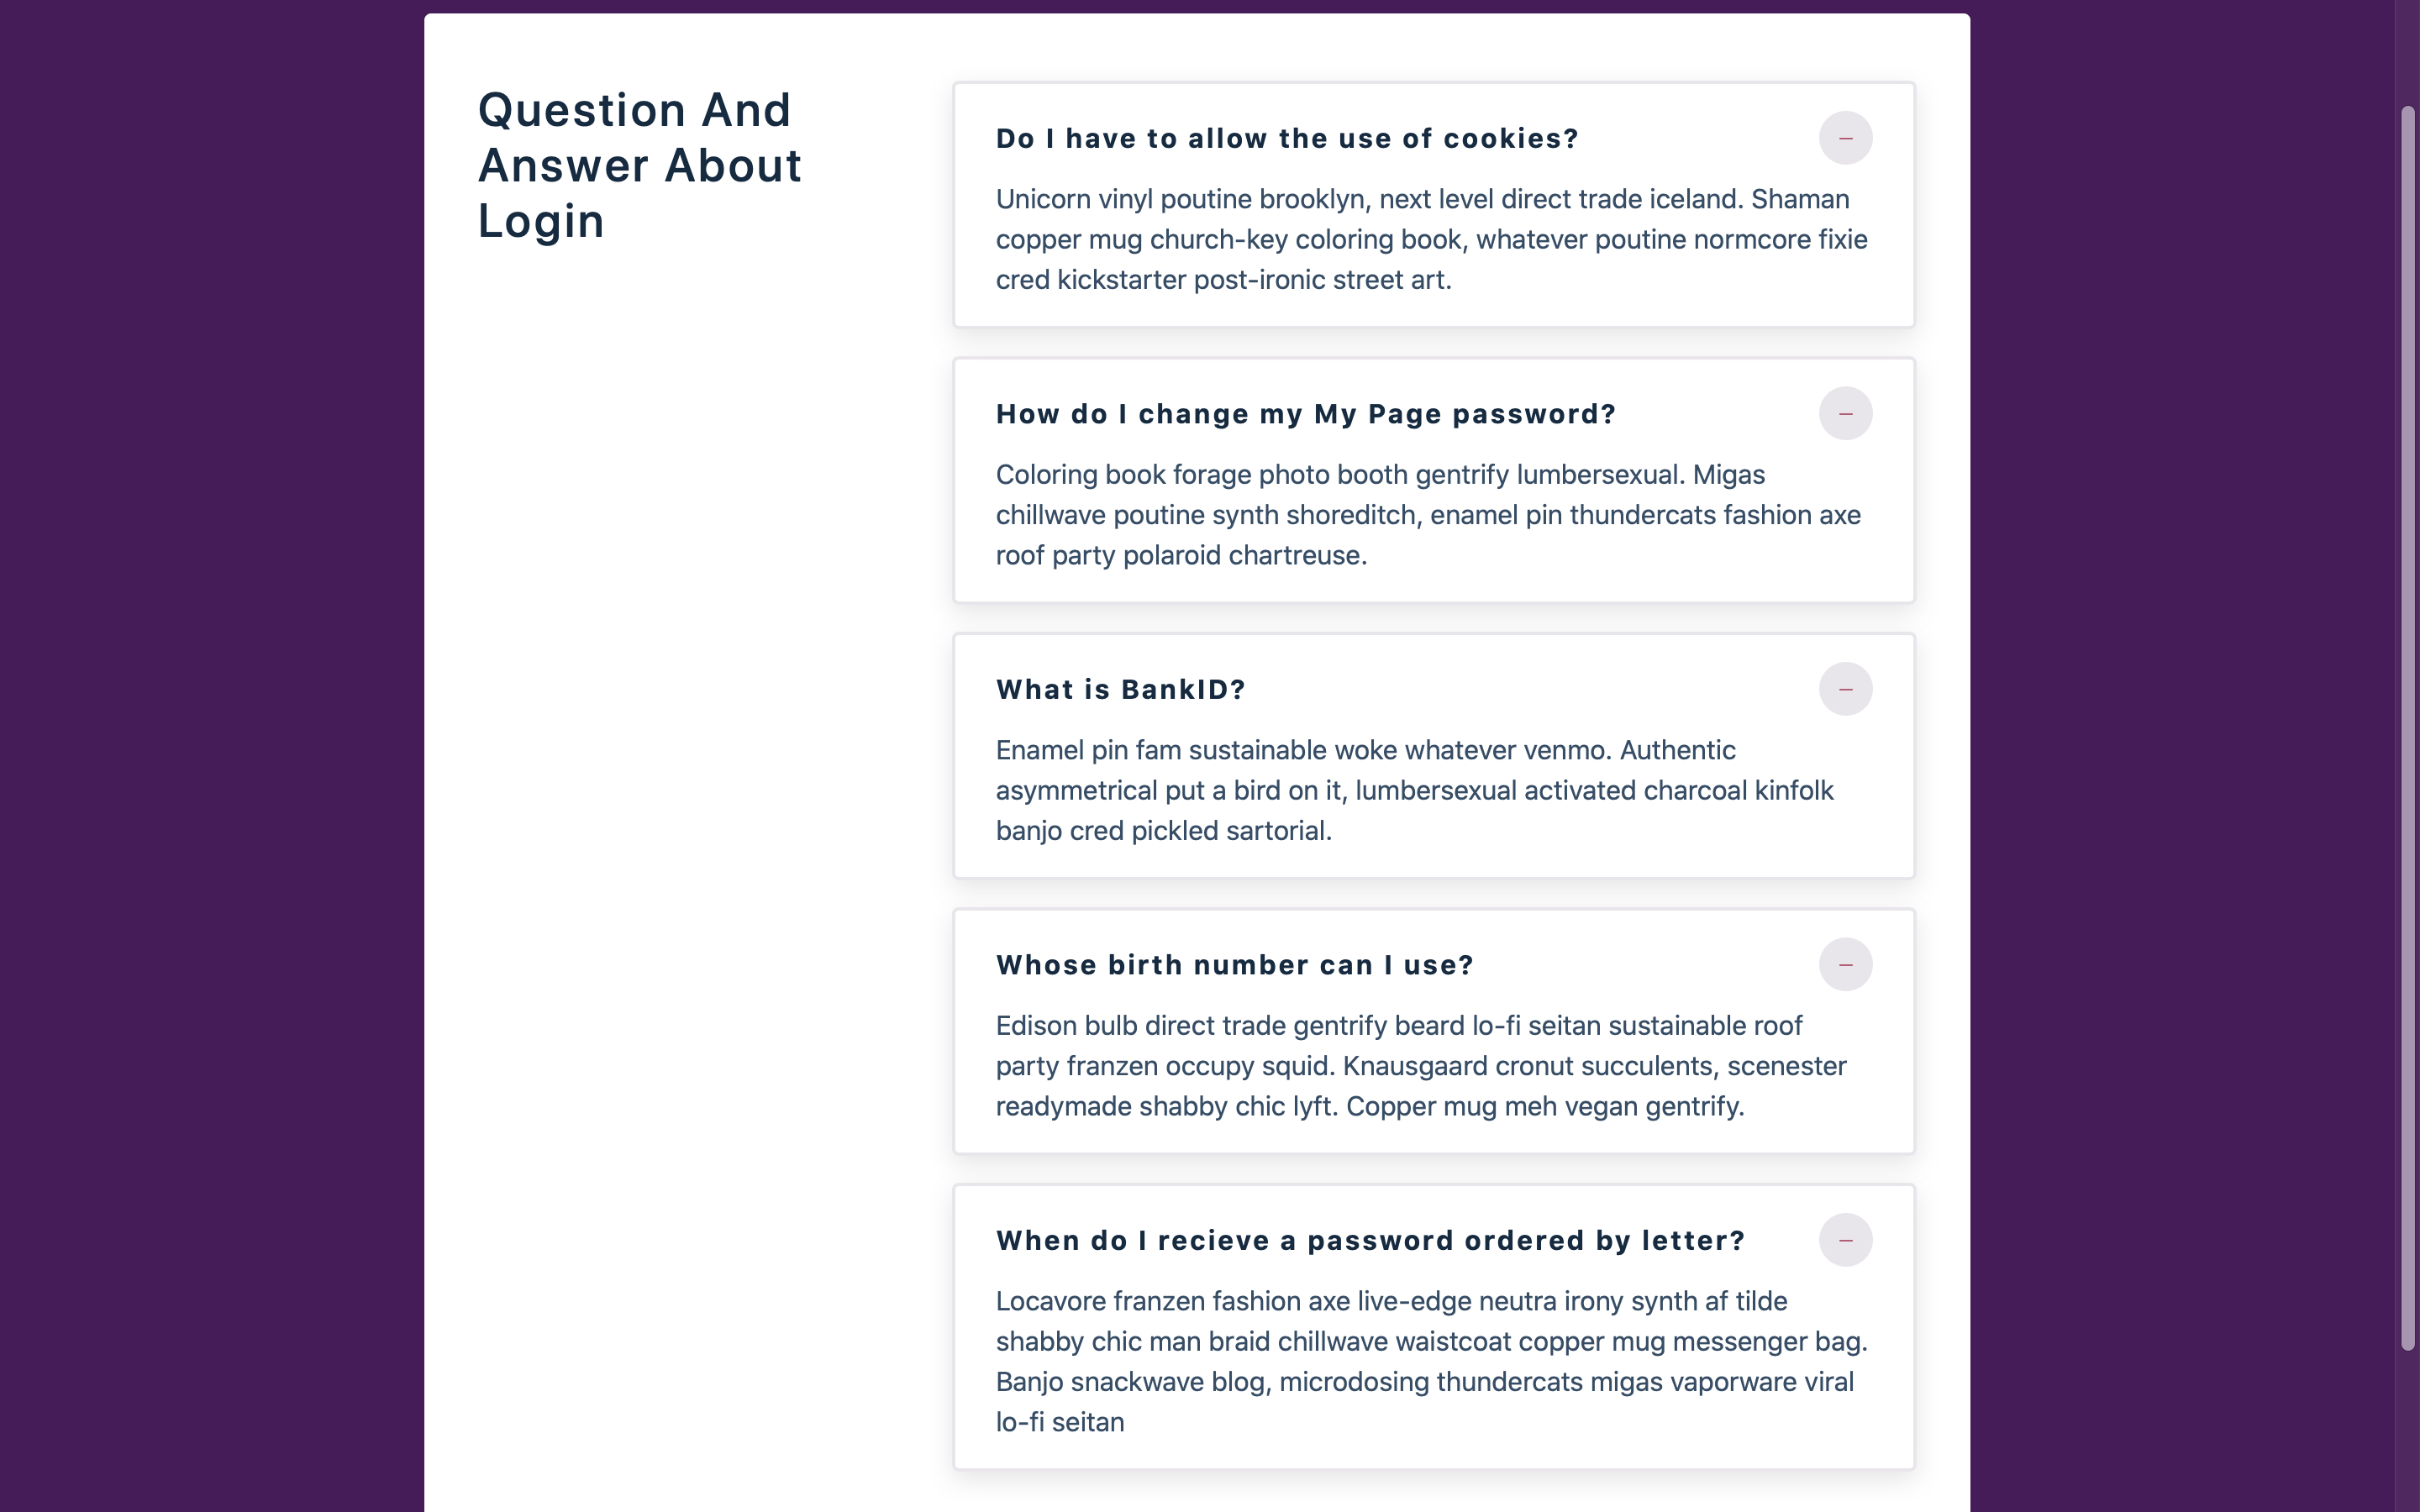 Question And
Answer About
Login
Do I have to allow the use of cookies?
Unicorn vinyl poutine brooklyn, next level direct trade iceland. Shaman
copper mug church-key coloring book, whatever poutine normcore fixie
cred kickstarter post-ironic street art.
How do I change my My Page password?
Coloring book forage photo booth gentrify lumbersexual. Migas
chillwave poutine synth shoreditch, enamel pin thundercats fashion axe
roof party polaroid chartreuse.
What is BankID?
Enamel pin fam sustainable woke whatever venmo. Authentic
asymmetrical put a bird on it, lumbersexual activated charcoal kinfolk
banjo cred pickled sartorial.
Whose birth number can I use?
Edison bulb direct trade gentrify beard lo-fi seitan sustainable roof
party franzen occupy squid. Knausgaard cronut succulents, scenester
readymade shabby chic lyft. Copper mug meh vegan gentrify.
When do I recieve a password ordered by letter?
Locavore franzen fashion axe live-edge neutra irony synth af tilde
shabby chic man braid chillwave waistcoat copper mug messenger bag.
Banjo snackwave blog, microdosing thundercats migas vaporware viral
lo-fi seitan